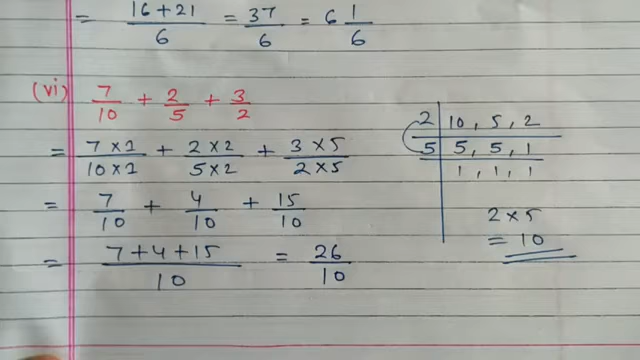 = 16 + 21 / 6 = 37 / 6 = 6 1/6
(vi) 7/10 + 2/5 + 3/2
= 7 × 1 / 10 × 1 + 2 × 2 / 5 × 2 + 3 × 5 / 2 × 5
= 7/10 + 4/10 + 15/10
= 7 + 4 + 15 / 10 = 26/10
2 | 10, 5, 2
5 | 5, 5, 1
1, 1, 1
2 × 5
= 10